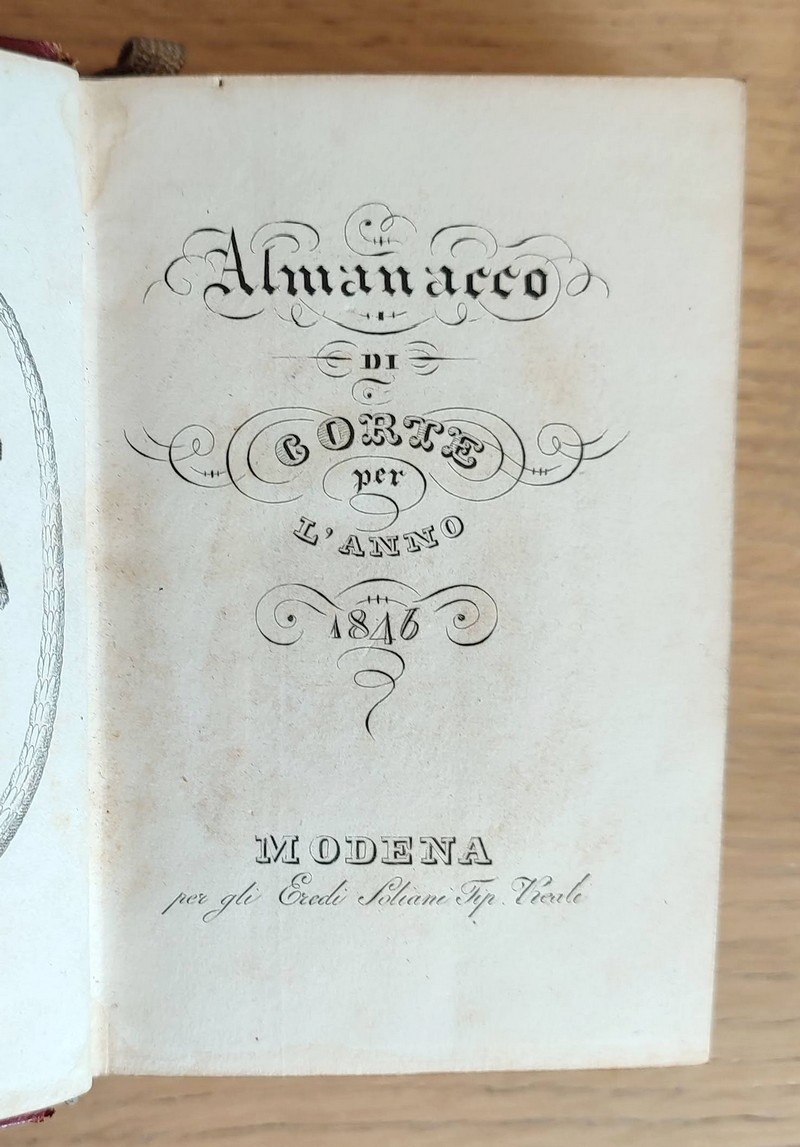 Almanacco
DI
CORTE
per
L'ANNO
1846
MODENA
per gli Eredi Soliani Tip. Reali